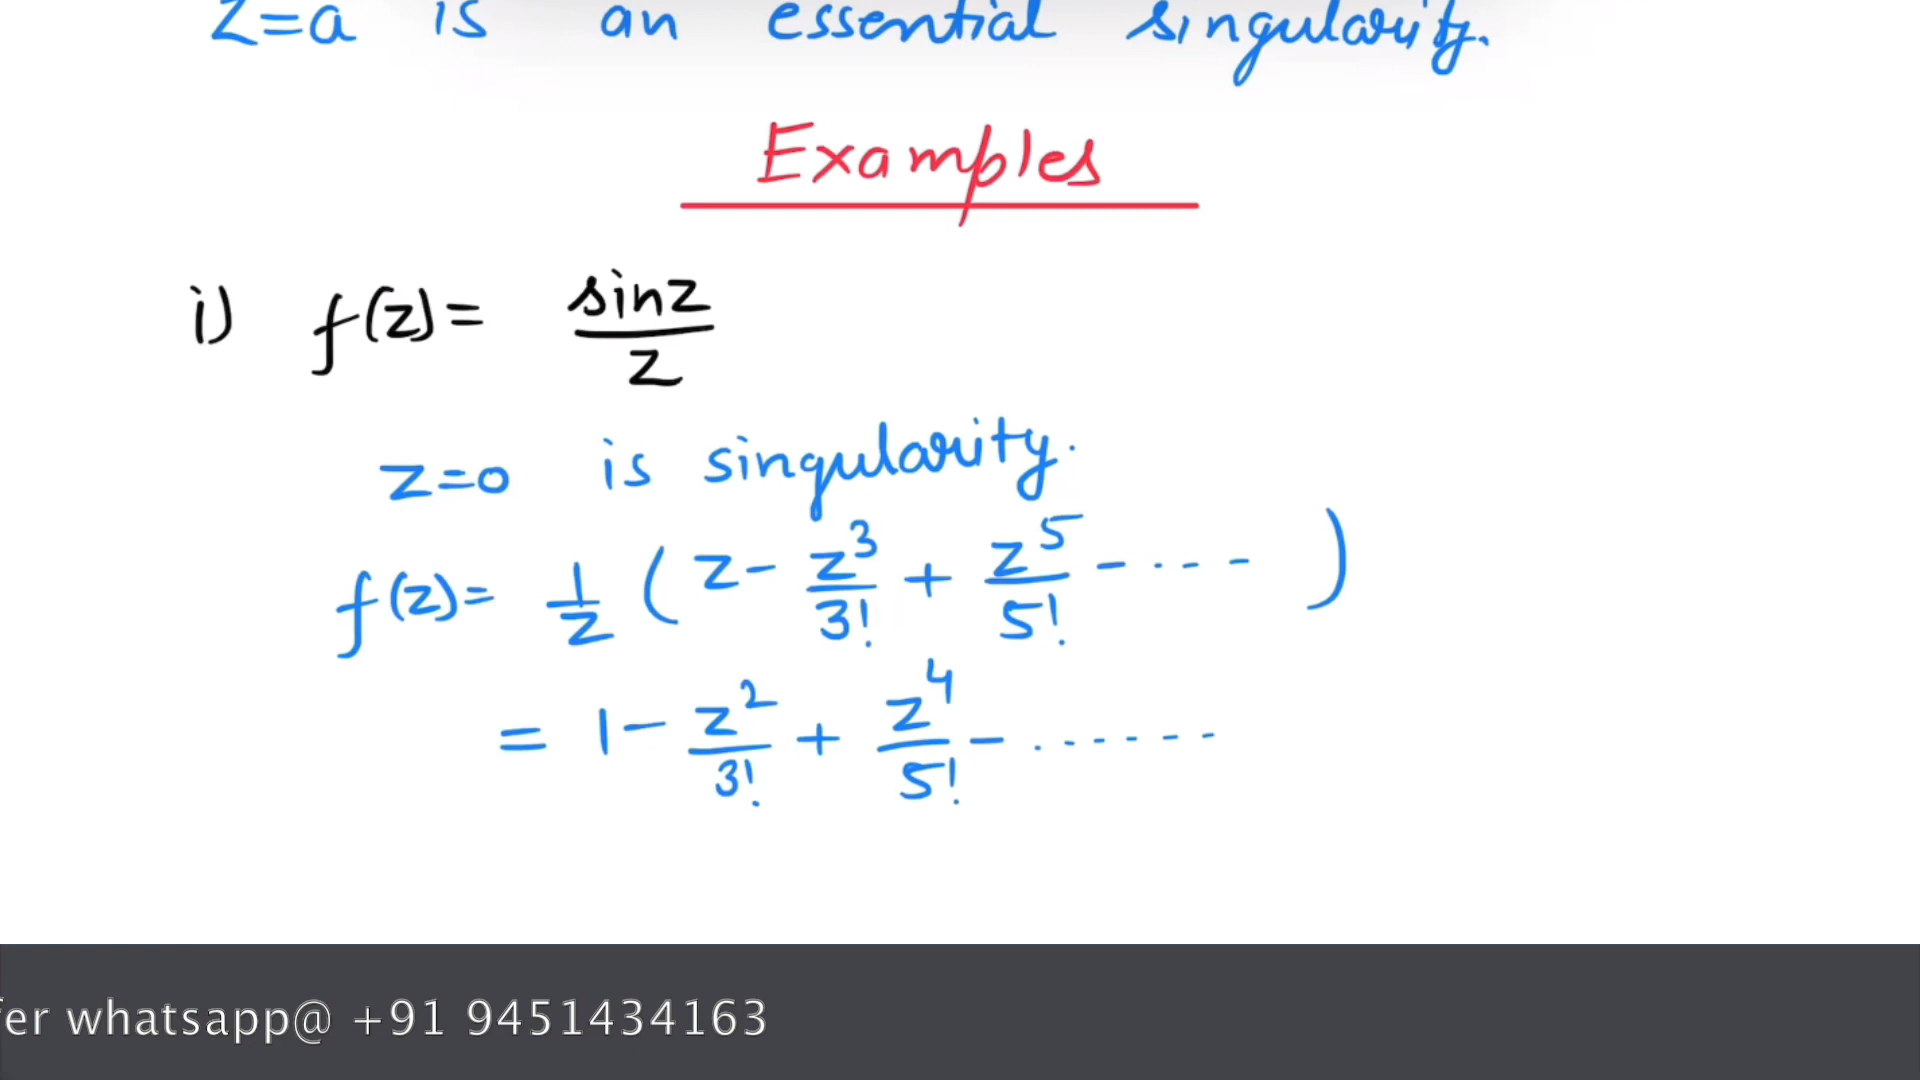 z=a is an essential singularity.
Examples
i) f(z)= sinz/z
z=0 is singularity.
f(z)= 1/z ( z - z^3/3! + z^5/5! - ... - )
= 1 - z^2/3! + z^4/5! - ......
fer whatsapp@ +91 9451434163